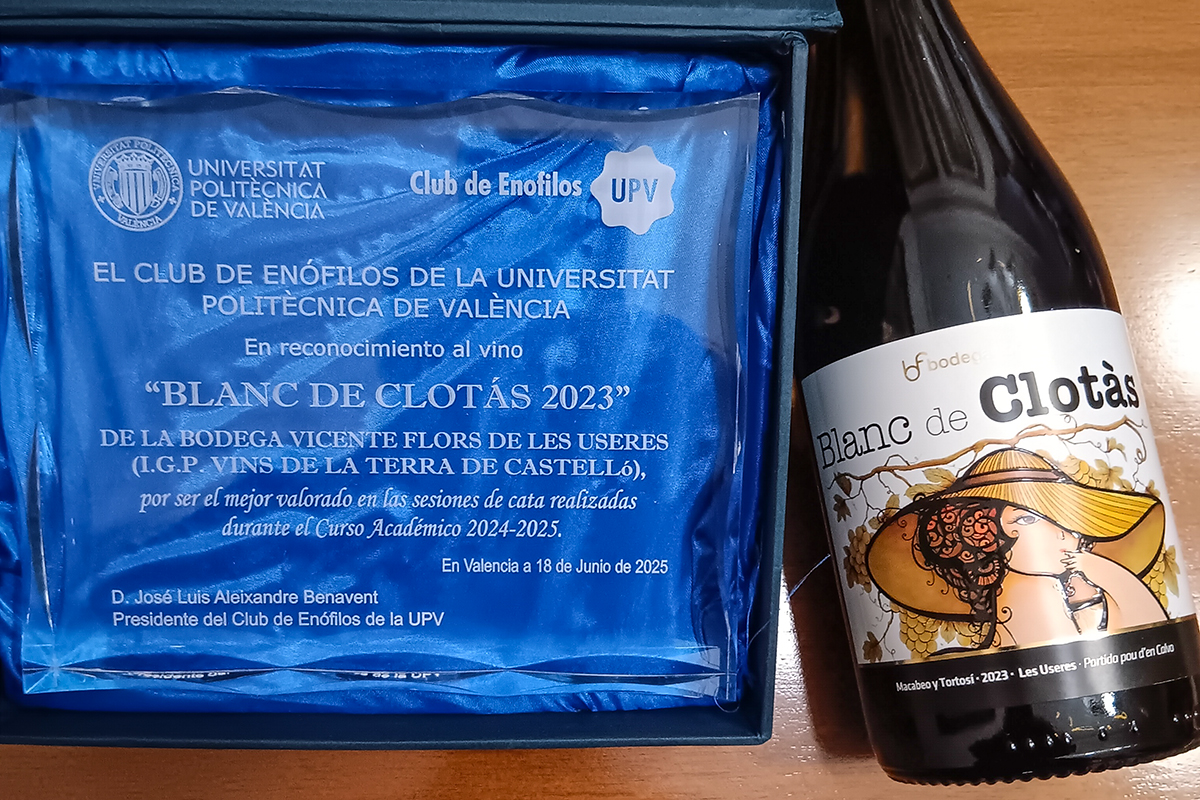 UNIVERSITAT
POLITÈCNICA
DE VALÈNCIA
Club de Enofilos UPV
EL CLUB DE ENÓFILOS DE LA UNIVERSITAT
POLITÈCNICA DE VALÈNCIA
En reconocimiento al vino
“BLANC DE CLOTÁS 2023”
DE LA BODEGA VICENTE FLORS DE LES USERES
(I.G.P. VINS DE LA TERRA DE CASTELLó),
por ser el mejor valorado en las sesiones de cata realizadas
durante el Curso Académico 2024-2025.
En Valencia a 18 de Junio de 2025
D. José Luis Aleixandre Benavent
Presidente del Club de Enófilos de la UPV
bf
Blanc de Clotàs
Macabeo y Tortosí · 2023 · Les Useres · Partida pou d'en Calvo